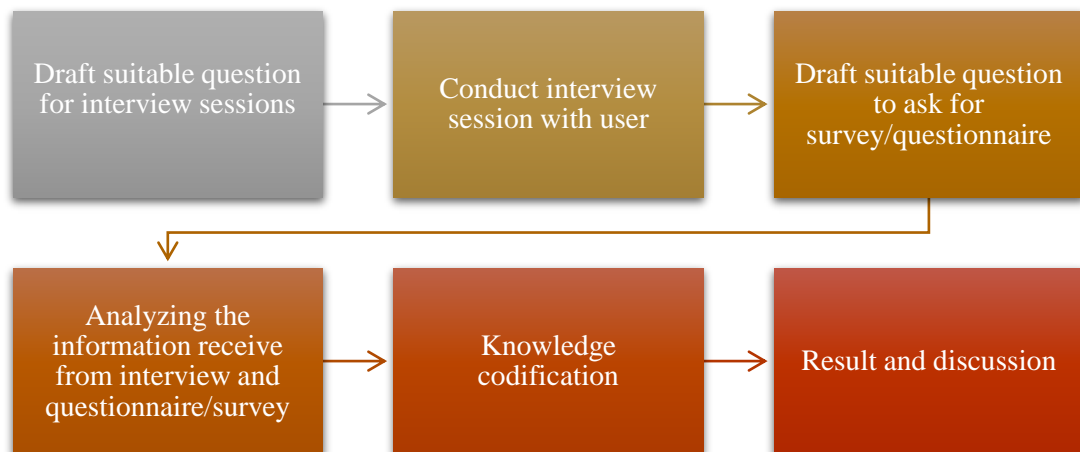 Draft suitable question
for interview sessions
Conduct interview
session with user
Draft suitable question
to ask for
survey/questionnaire
Analyzing the
information receive
from interview and
questionnaire/survey
Knowledge
codification
Result and discussion